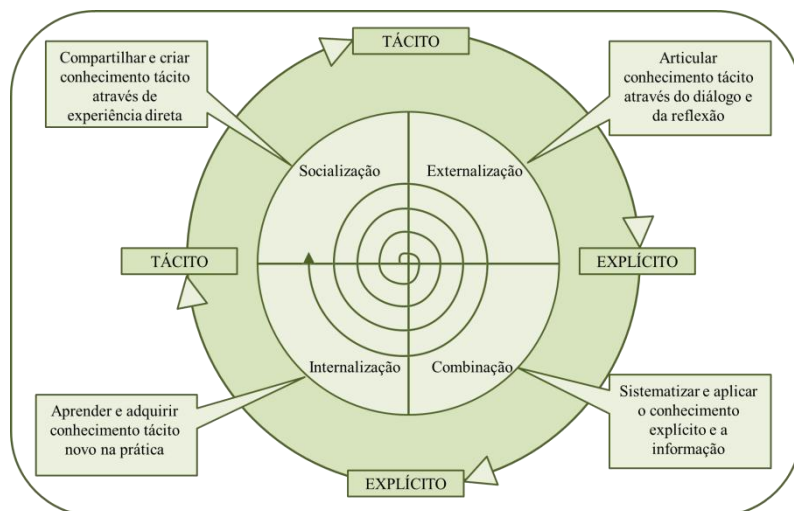 TÁCITO
Compartilhar e criar
conhecimento tácito
através de
experiência direta
Articular
conhecimento tácito
através do diálogo e
da reflexão
Socialização
Externalização
TÁCITO
EXPLÍCITO
Internalização
Combinação
Aprender e adquirir
conhecimento tácito
novo na prática
Sistematizar e aplicar
o conhecimento
explícito e a
informação
EXPLÍCITO